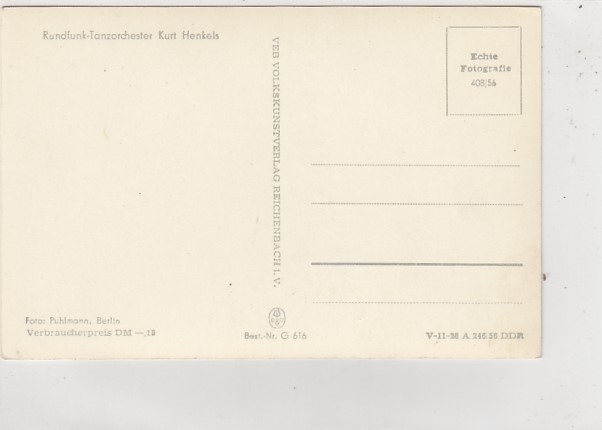 Rundfunk-Tanzorchester Kurt Henkels
VEB VOLKSKUNSTVERLAG REICHENBACH I. V.
Echte
Fotografie
408/56
Foto: Puhlmann, Berlin
Verbraucherpreis DM —,15
Best.-Nr. G 616
V-11-36 A 246/56 DDR